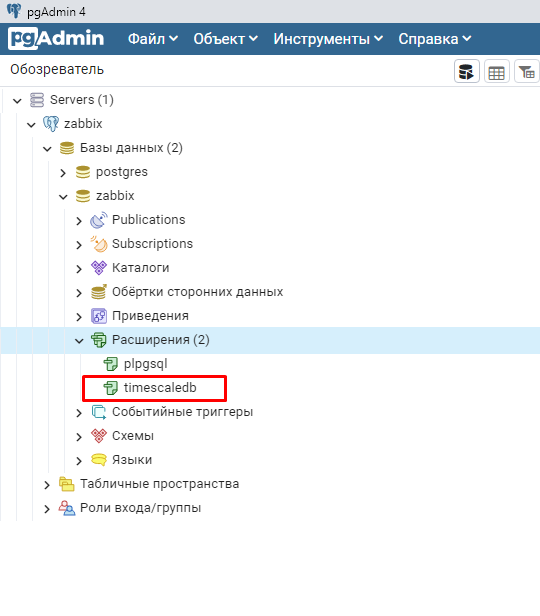 pgAdmin 4
pgAdmin Файл Объект Инструменты Справка
Обозреватель
Servers (1)
zabbix
Базы данных (2)
postgres
zabbix
Publications
Subscriptions
Каталоги
Обёртки сторонних данных
Приведения
Расширения (2)
plpgsql
timescaledb
Событийные триггеры
Схемы
Языки
Табличные пространства
Роли входа/группы